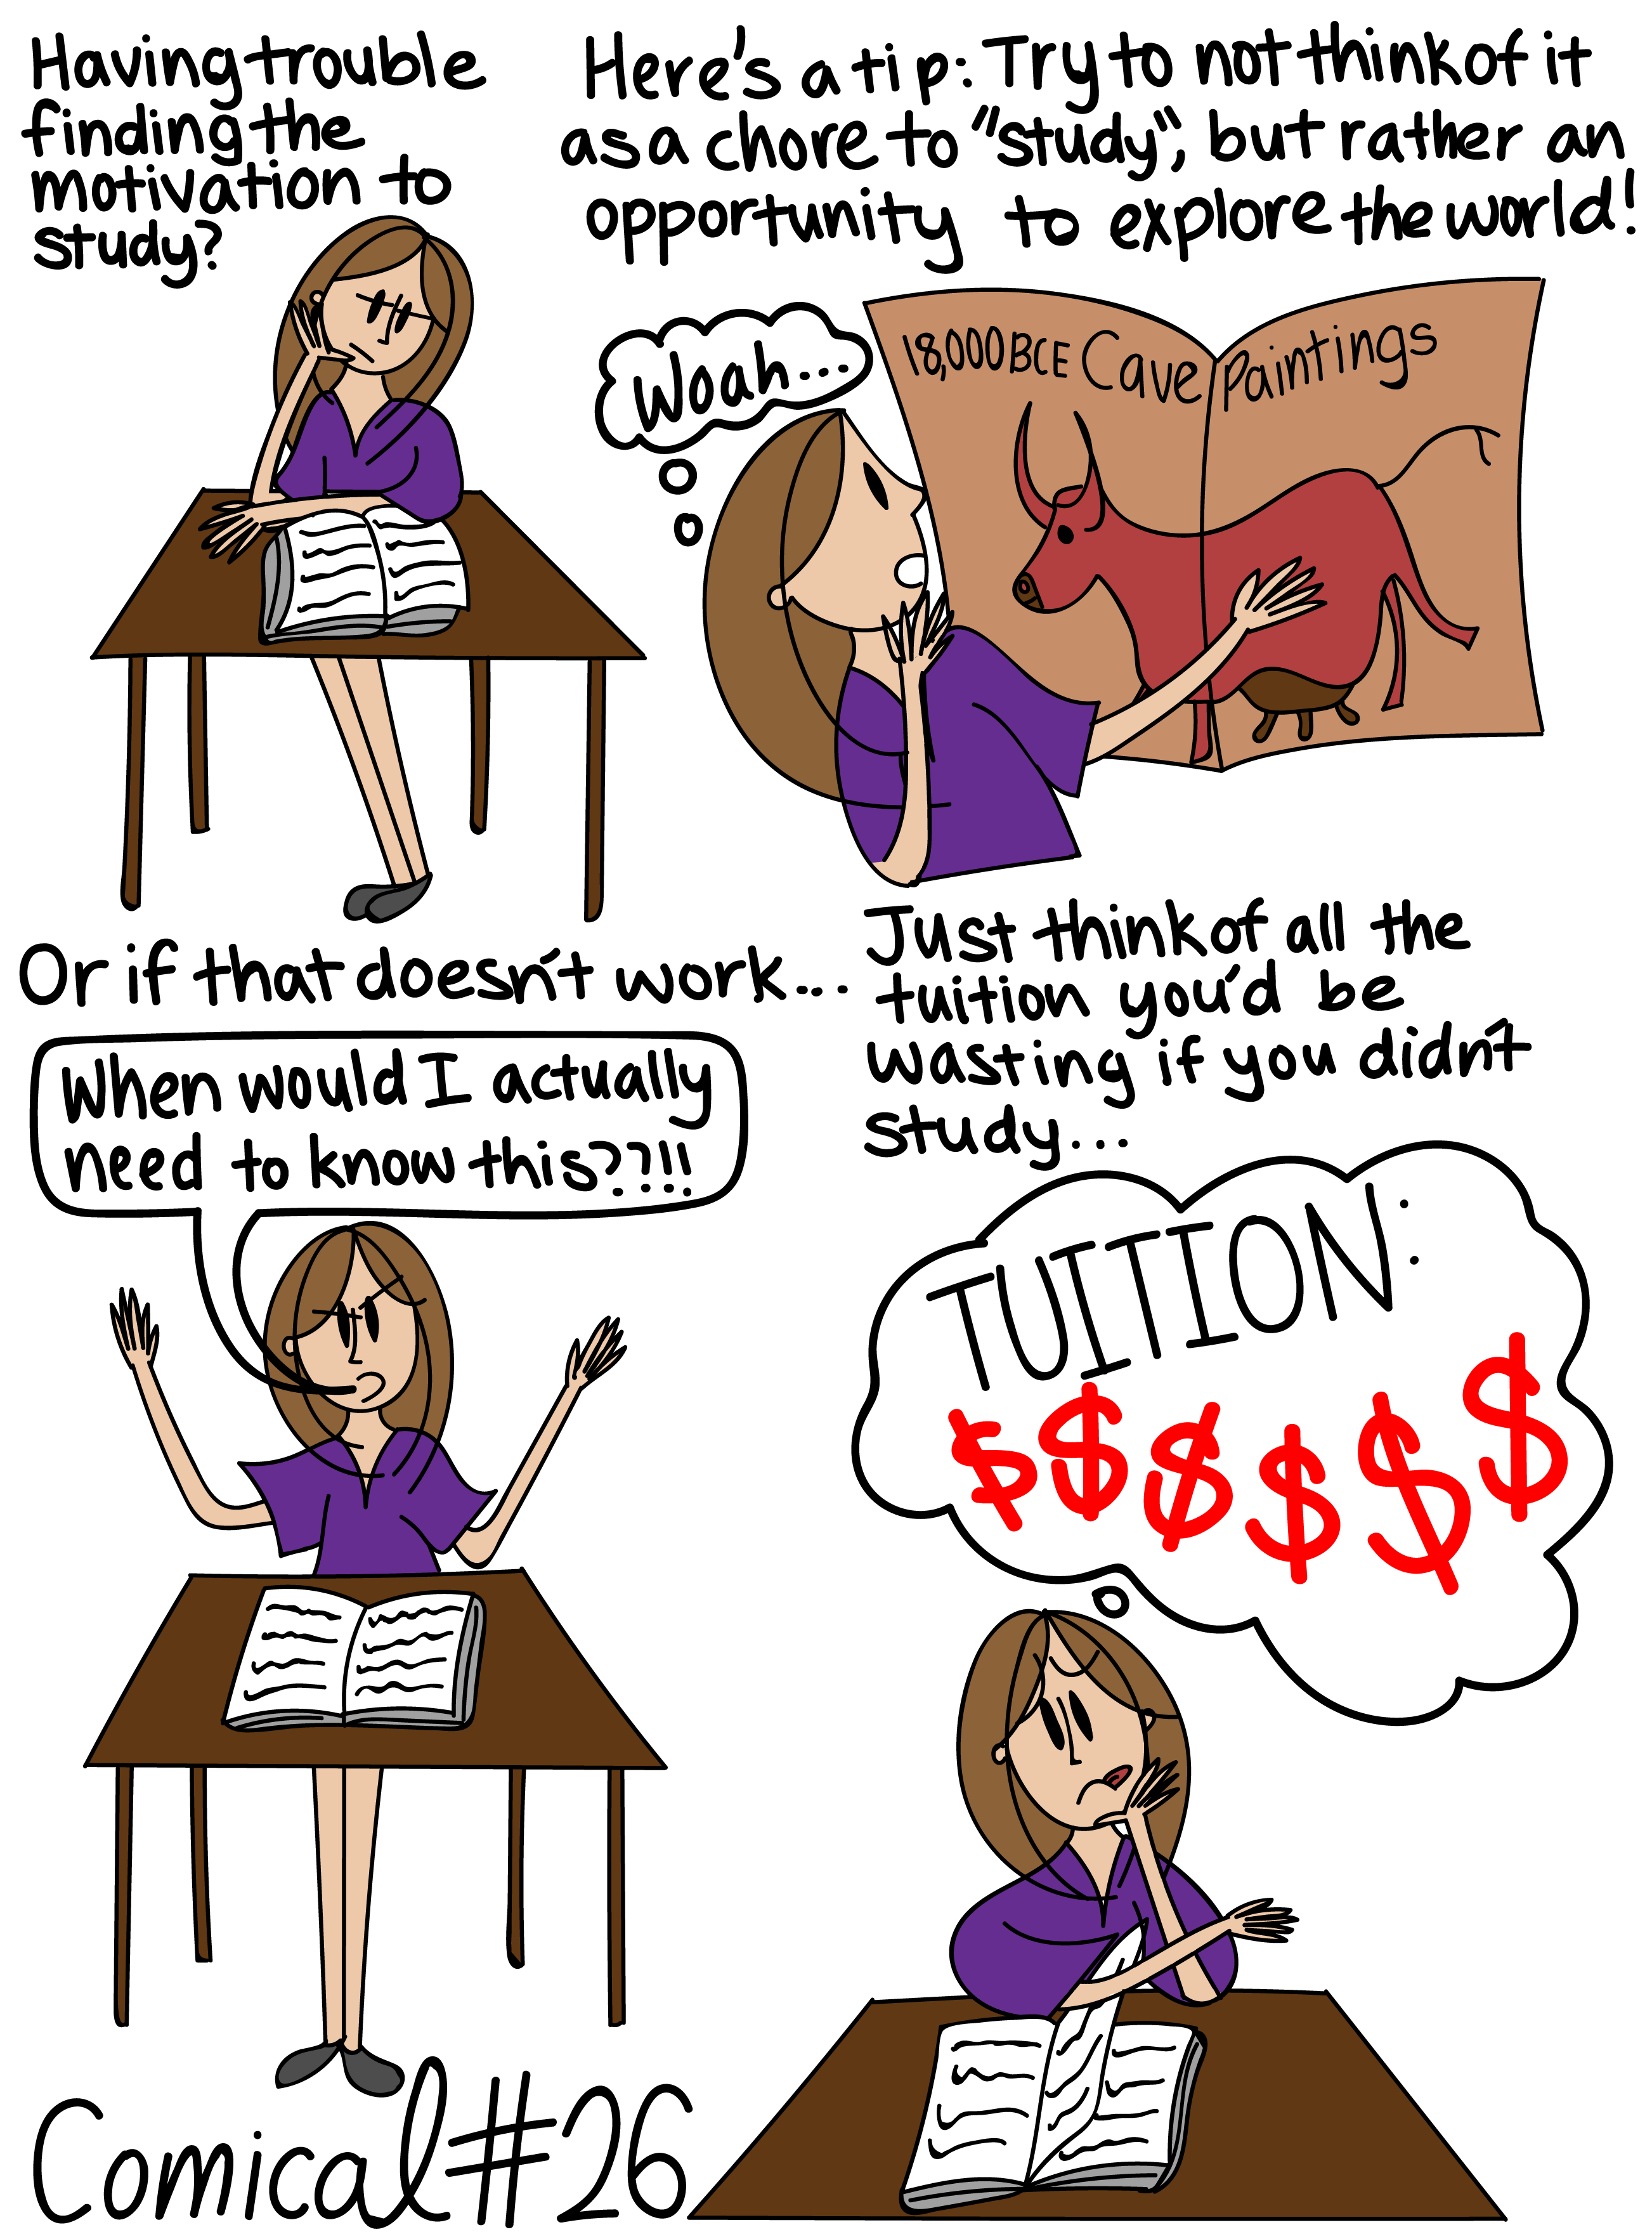 Having trouble
finding the
motivation to
study?
Here's a tip: Try to not think of it
as a chore to "study", but rather an
opportunity to explore the world!
Woah...
18,000 BCE Cave Paintings
Or if that doesn't work...
When would I actually
need to know this??!!
Just think of all the
tuition you'd be
wasting if you didn't
study...
TUITION:
$$$$$$
Comical #26